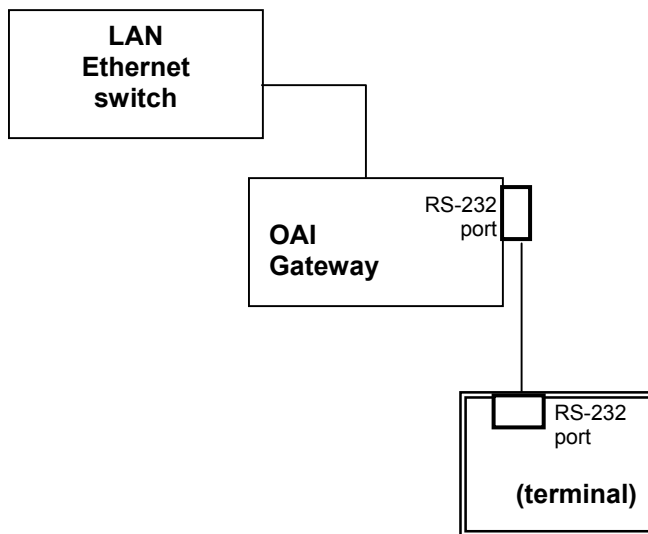 LAN
Ethernet
switch
RS-232
port
OAI
Gateway
RS-232
port
(terminal)